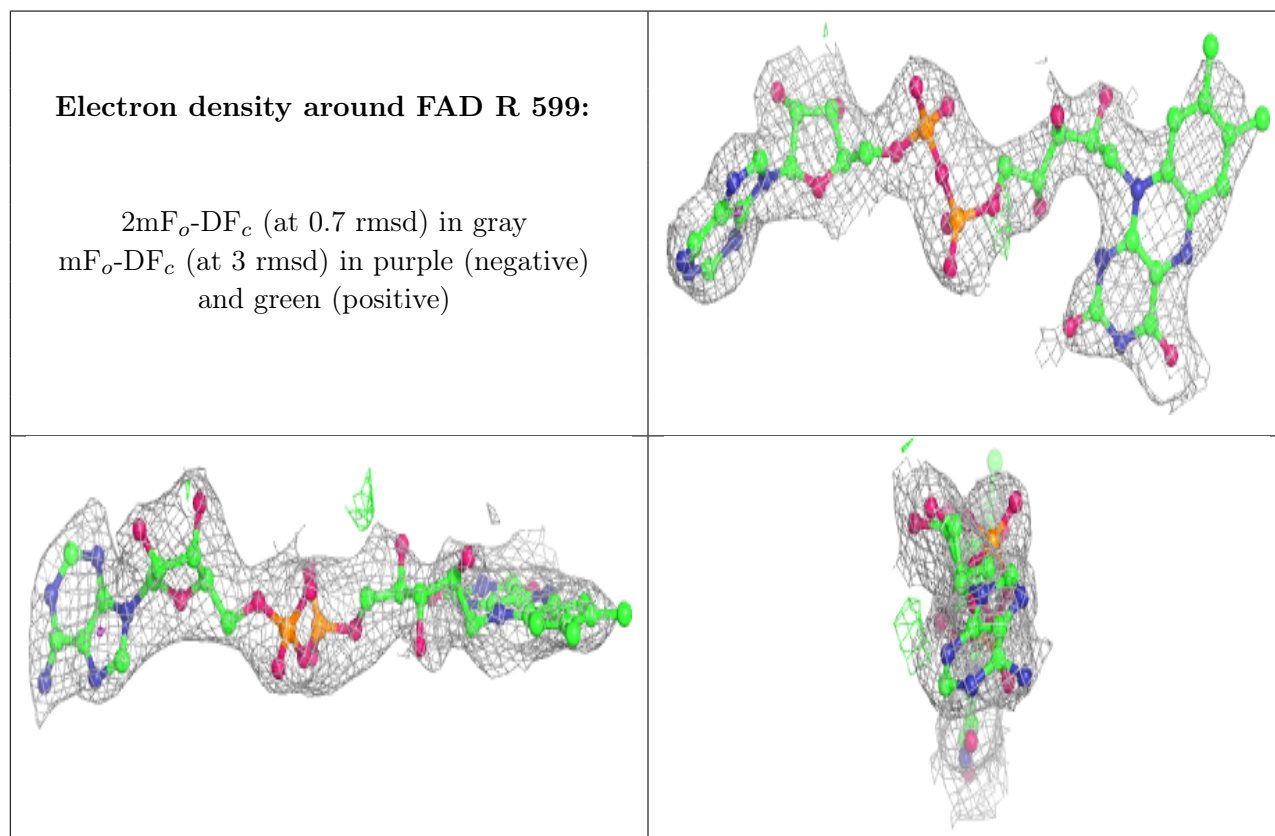 Electron density around FAD R 599:
2mFₒ-DF𝒸 (at 0.7 rmsd) in gray
mFₒ-DF𝒸 (at 3 rmsd) in purple (negative)
and green (positive)